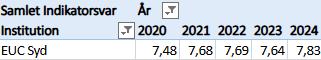 Samlet Indikatorsvar År
Institution 2020 2021 2022 2023 2024
EUC Syd 7,48 7,68 7,69 7,64 7,83